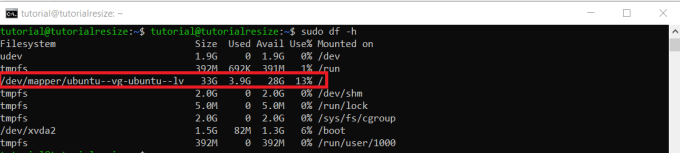 tutorial@tutorialresize: ~
tutorial@tutorialresize:~$ tutorial@tutorialresize:~$ sudo df -h
Filesystem Size Used Avail Use% Mounted on
udev 1.9G 0 1.9G 0% /dev
tmpfs 392M 692K 391M 1% /run
/dev/mapper/ubuntu--vg-ubuntu--lv 33G 3.9G 28G 13% /
tmpfs 2.0G 0 2.0G 0% /dev/shm
tmpfs 5.0M 0 5.0M 0% /run/lock
tmpfs 2.0G 0 2.0G 0% /sys/fs/cgroup
/dev/xvda2 1.5G 82M 1.3G 6% /boot
tmpfs 392M 0 392M 0% /run/user/1000